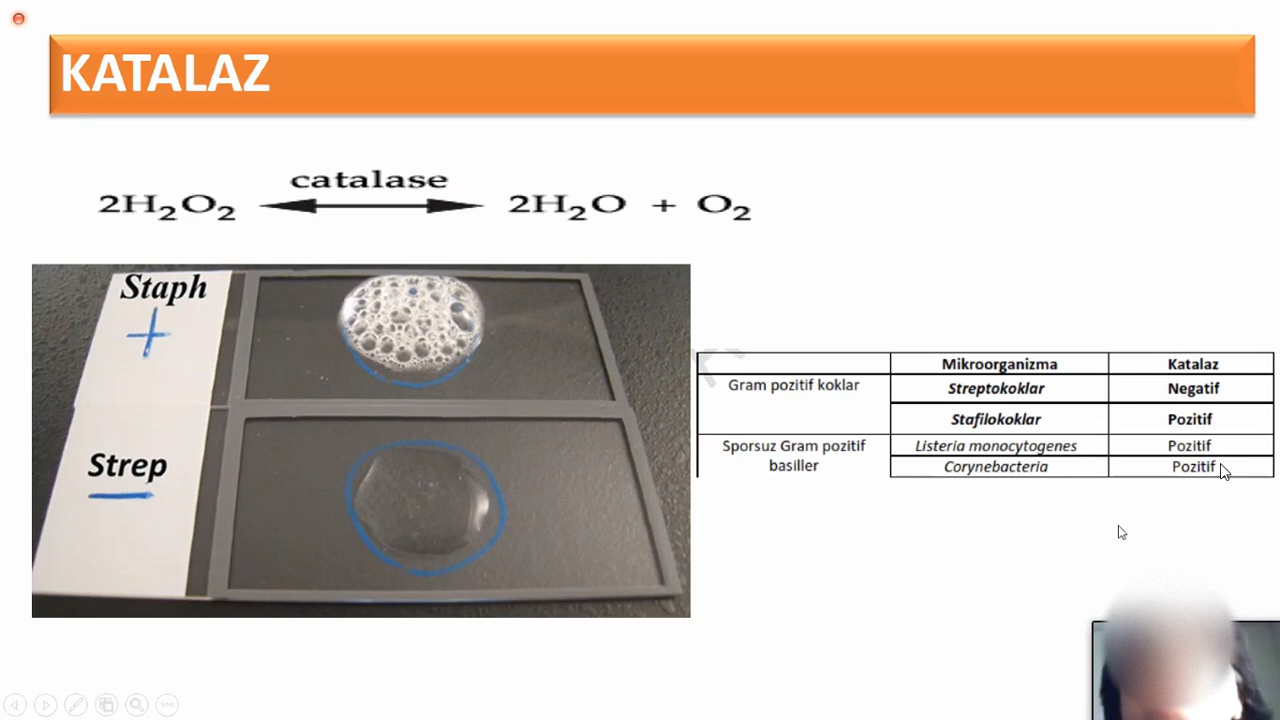 KATALAZ
catalase
2H₂O₂ 2H₂O + O₂
Staph
+
Strep
Mikroorganizma Katalaz
Gram pozitif koklar Streptokoklar Negatif
Stafilokoklar Pozitif
Sporsuz Gram pozitif Listeria monocytogenes Pozitif
basiller Corynebacteria Pozitif